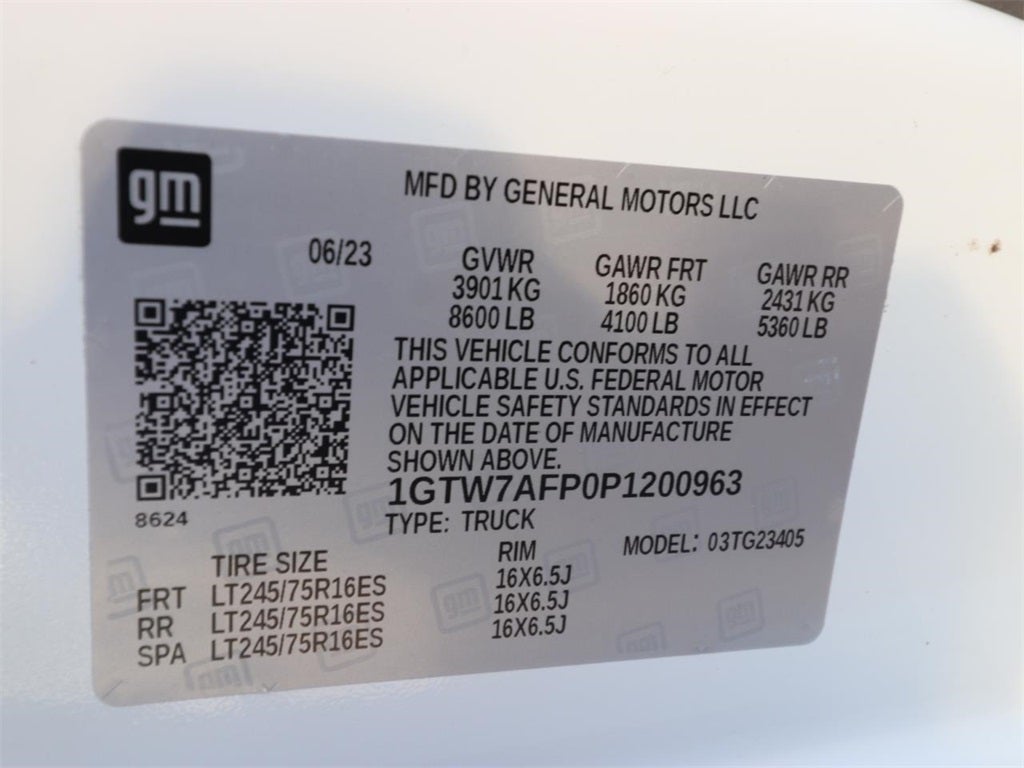 gm
MFD BY GENERAL MOTORS LLC
06/23
GVWR GAWR FRT GAWR RR
3901 KG 1860 KG 2431 KG
8600 LB 4100 LB 5360 LB
THIS VEHICLE CONFORMS TO ALL
APPLICABLE U.S. FEDERAL MOTOR
VEHICLE SAFETY STANDARDS IN EFFECT
ON THE DATE OF MANUFACTURE
SHOWN ABOVE.
1GTW7AFP0P1200963
8624
TYPE: TRUCK
MODEL: 03TG23405
TIRE SIZE RIM
FRT LT245/75R16ES 16X6.5J
RR LT245/75R16ES 16X6.5J
SPA LT245/75R16ES 16X6.5J